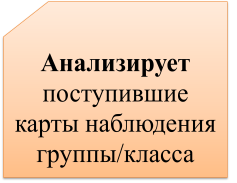 Анализирует
поступившие
карты наблюдения
группы/класса